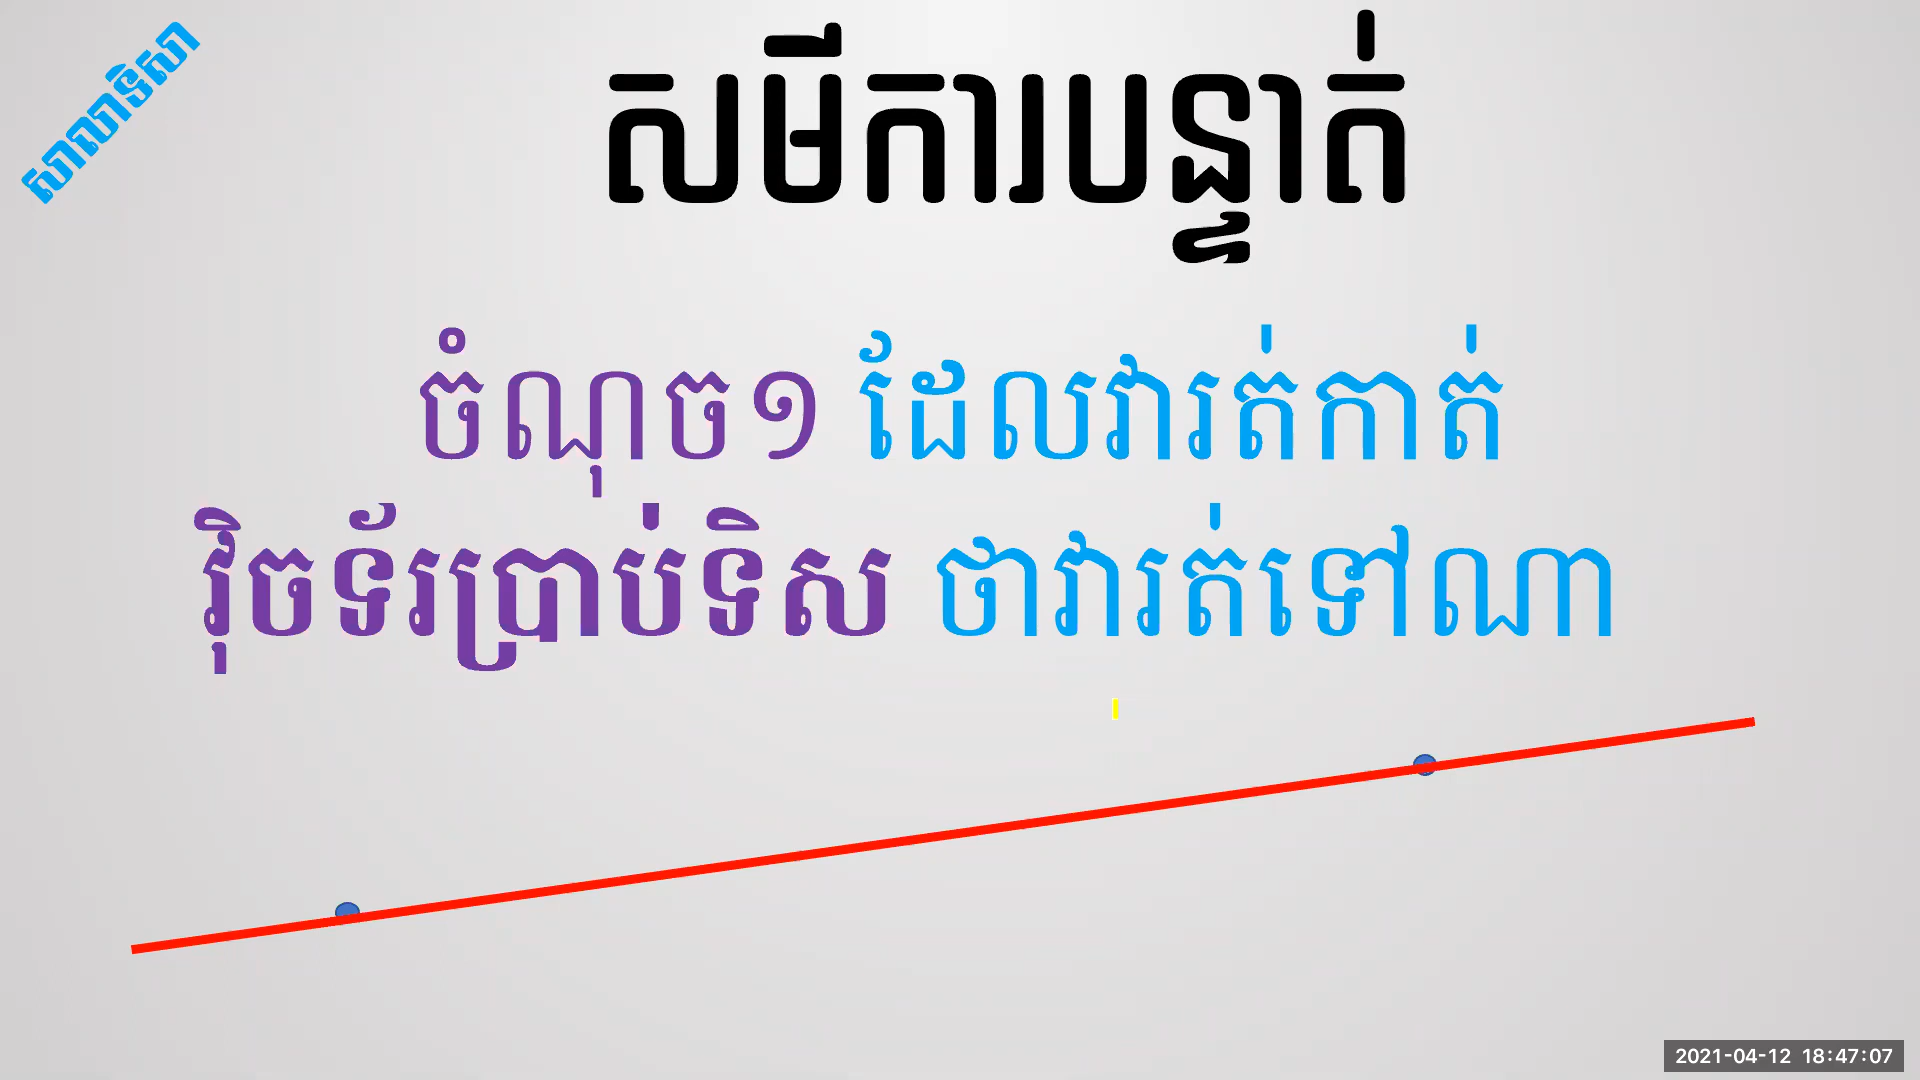 សាលាទិសា
សមីការបន្ទាត់
ចំណុច១ ដែលវារត់កាត់
វ៉ិចទ័រប្រាប់ទិស ថាវារត់ទៅណា
2021-04-12 18:47:07